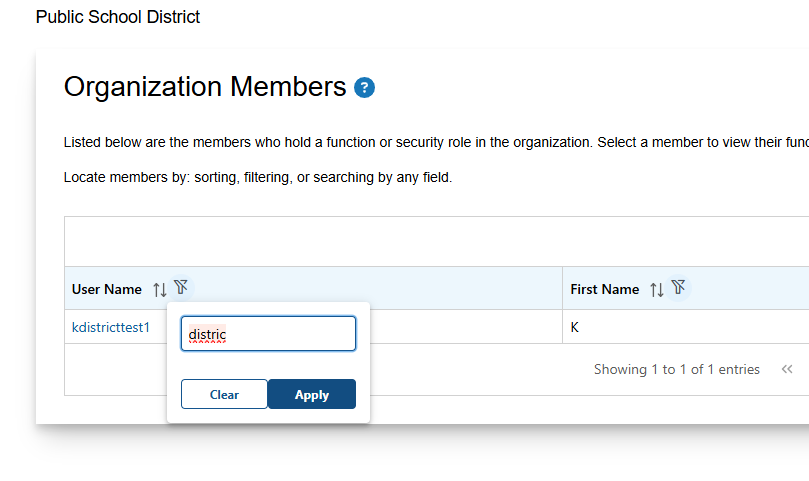 Public School District
Organization Members ?
Listed below are the members who hold a function or security role in the organization. Select a member to view their
Locate members by: sorting, filtering, or searching by any field.
User Name First Name
kdistricttest1 K
distric
Showing 1 to 1 of 1 entries «
Clear Apply